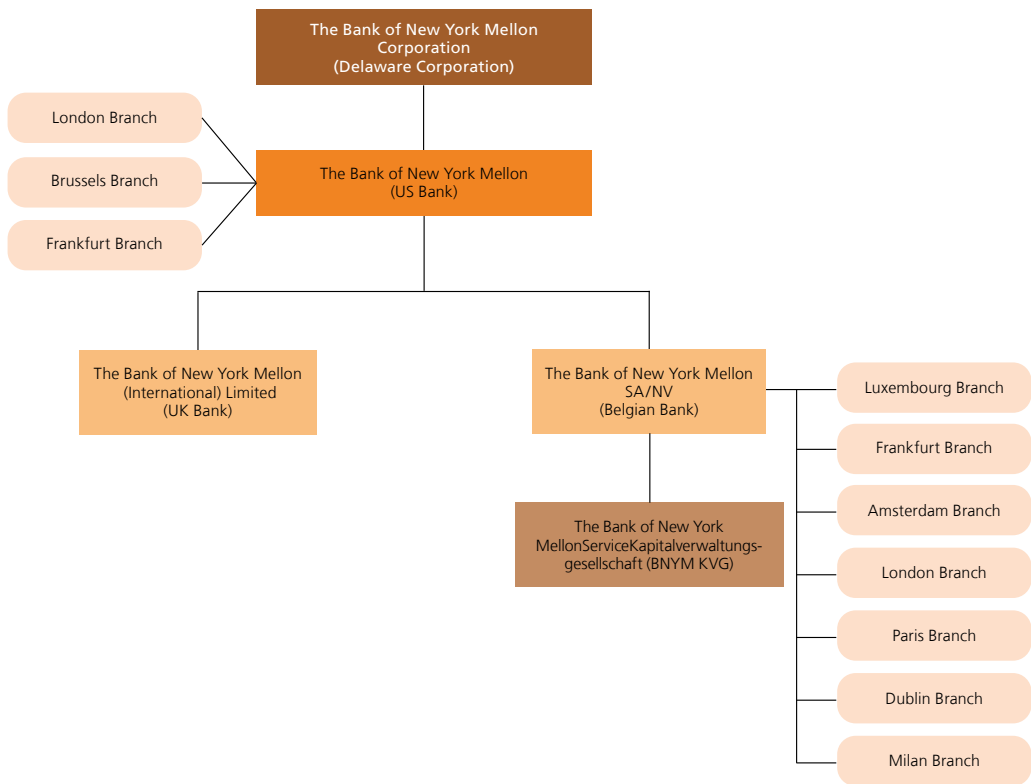 The Bank of New York Mellon
Corporation
(Delaware Corporation)
London Branch
Brussels Branch
Frankfurt Branch
The Bank of New York Mellon
(US Bank)
The Bank of New York Mellon
(International) Limited
(UK Bank)
The Bank of New York Mellon
SA/NV
(Belgian Bank)
The Bank of New York
MellonServiceKapitalverwaltungs-
gesellschaft (BNYM KVG)
Luxembourg Branch
Frankfurt Branch
Amsterdam Branch
London Branch
Paris Branch
Dublin Branch
Milan Branch